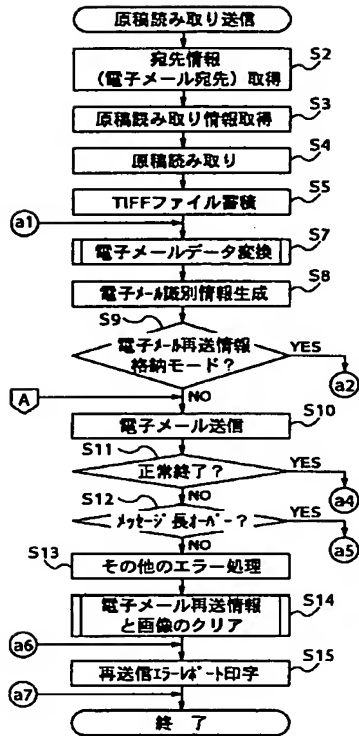 原稿読み取り送信
S2
宛先情報
(電子メール宛先)取得
S3
原稿読み取り情報取得
S4
原稿読み取り
S5
TIFFファイル蓄積
a1
S7
電子メールデータ変換
S8
電子メール識別情報生成
S9
電子メール再送情報
格納モード?
YES
a2
NO
A
S10
電子メール送信
S11
正常終了?
YES
a4
NO
S12
メッセージ長オーバー?
YES
a5
NO
S13
その他のエラー処理
S14
電子メール再送情報
と画像のクリア
a6
S15
再送信エラーレポート印字
a7
終了